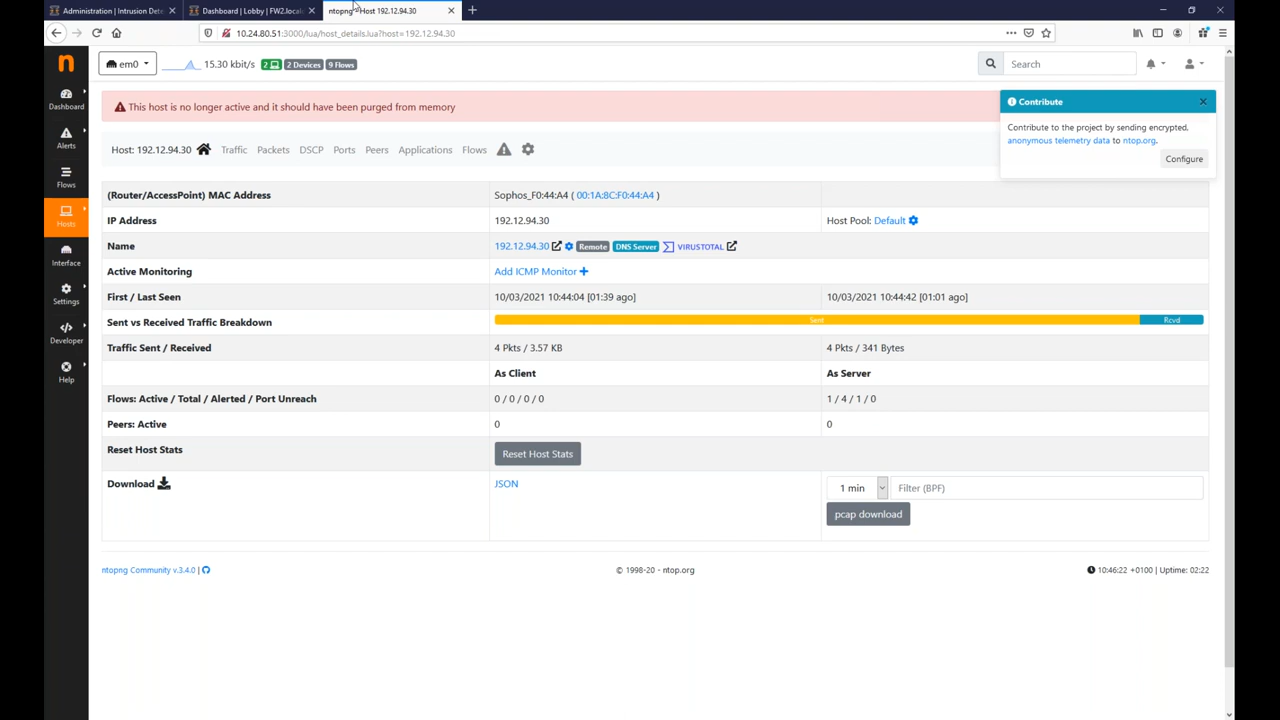 Administration | Intrusion Dete
Dashboard | Lobby | FW2.locald
ntopng - Host 192.12.94.30
10.24.80.51:3000/lua/host_details.lua?host=192.12.94.30
em0
15.30 kbit/s
2
2 Devices
9 Flows
Search
Dashboard
Alerts
Flows
Hosts
Interface
Settings
Developer
Help
This host is no longer active and it should have been purged from memory
Contribute
Contribute to the project by sending encrypted,
anonymous telemetry data to ntop.org.
Configure
Host: 192.12.94.30 Traffic Packets DSCP Ports Peers Applications Flows
(Router/AccessPoint) MAC Address Sophos_F0:44:A4 ( 00:1A:8C:F0:44:A4 )
IP Address 192.12.94.30 Host Pool: Default
Name 192.12.94.30 Remote DNS Server VIRUSTOTAL
Active Monitoring Add ICMP Monitor
First / Last Seen 10/03/2021 10:44:04 [01:39 ago] 10/03/2021 10:44:42 [01:01 ago]
Sent vs Received Traffic Breakdown Sent Rcvd
Traffic Sent / Received 4 Pkts / 3.57 KB 4 Pkts / 341 Bytes
As Client As Server
Flows: Active / Total / Alerted / Port Unreach 0 / 0 / 0 / 0 1 / 4 / 1 / 0
Peers: Active 0 0
Reset Host Stats Reset Host Stats
Download JSON 1 min Filter (BPF)
pcap download
ntopng Community v.3.4.0 | © 1998-20 - ntop.org 10:46:22 +0100 | Uptime: 02:22